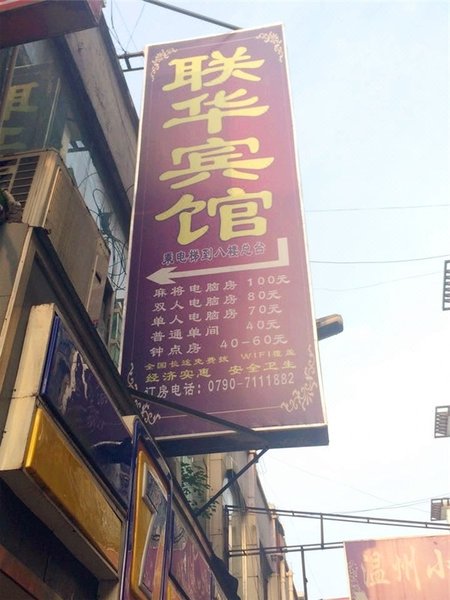 联华宾馆
乘电梯到八楼总台
麻将电脑房 100元
双人电脑房 80元
单人电脑房 70元
普通单间 40元
钟点房 40-60元
全国长途免费拨 WIFI覆盖
经济实惠 安全卫生
订房电话：0790-7111882
温州小